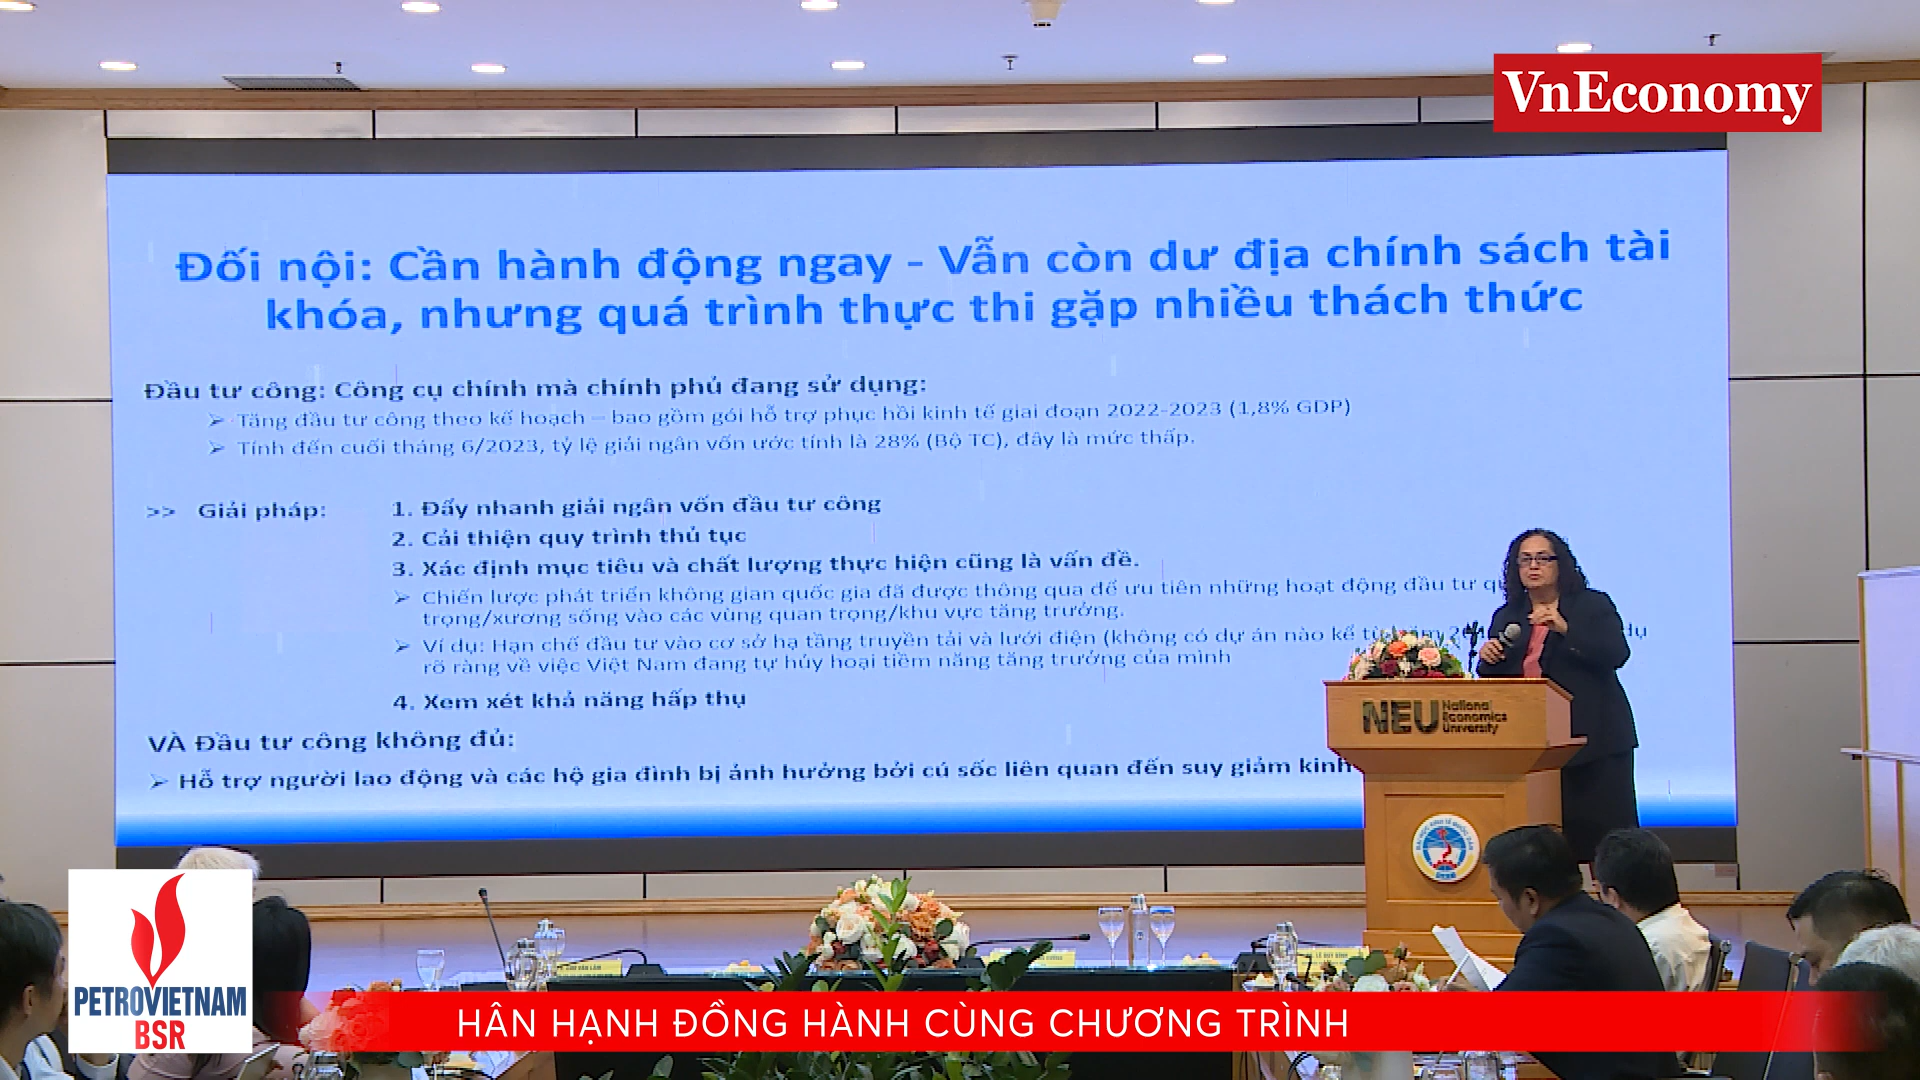 VnEconomy
Đối nội: Cần hành động ngay - Vẫn còn dư địa chính sách tài
khóa, nhưng quá trình thực thi gặp nhiều thách thức
Đầu tư công: Công cụ chính mà chính phủ đang sử dụng:
➢ Tăng đầu tư công theo kế hoạch – bao gồm gói hỗ trợ phục hồi kinh tế giai đoạn 2022-2023 (1,8% GDP)
➢ Tính đến cuối tháng 6/2023, tỷ lệ giải ngân vốn ước tính là 28% (Bộ TC), đây là mức thấp.
>> Giải pháp: 1. Đẩy nhanh giải ngân vốn đầu tư công
2. Cải thiện quy trình thủ tục
3. Xác định mục tiêu và chất lượng thực hiện cũng là vấn đề.
➢ Chiến lược phát triển không gian quốc gia đã được thông qua để ưu tiên những hoạt động đầu tư
trọng/xương sống vào các vùng quan trọng/khu vực tăng trưởng.
➢ Ví dụ: Hạn chế đầu tư vào cơ sở hạ tầng truyền tải và lưới điện (không có dự án nào kể từ dụ
rõ ràng về việc Việt Nam đang tự hủy hoại tiềm năng tăng trưởng của mình
4. Xem xét khả năng hấp thụ
VÀ Đầu tư công không đủ:
➢ Hỗ trợ người lao động và các hộ gia đình bị ảnh hưởng bởi cú sốc liên quan đến suy giảm kinh
NEU National
Economics
University
PETROVIETNAM
BSR
HÂN HẠNH ĐỒNG HÀNH CÙNG CHƯƠNG TRÌNH